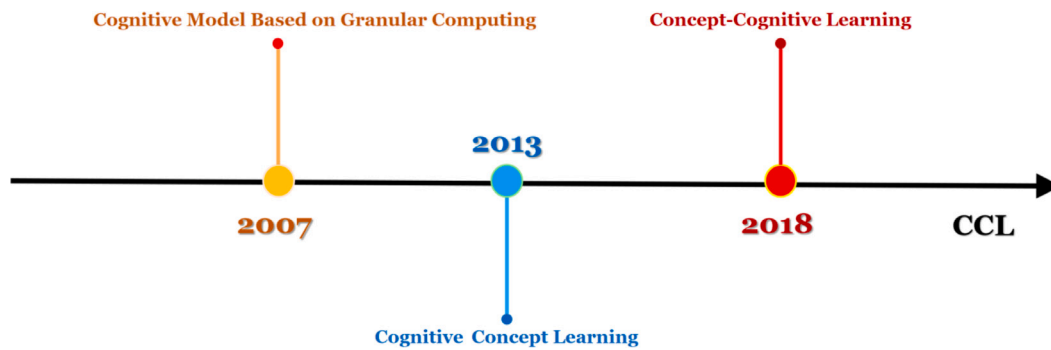 Cognitive Model Based on Granular Computing
Concept-Cognitive Learning
2013
2007
2018
CCL
Cognitive Concept Learning